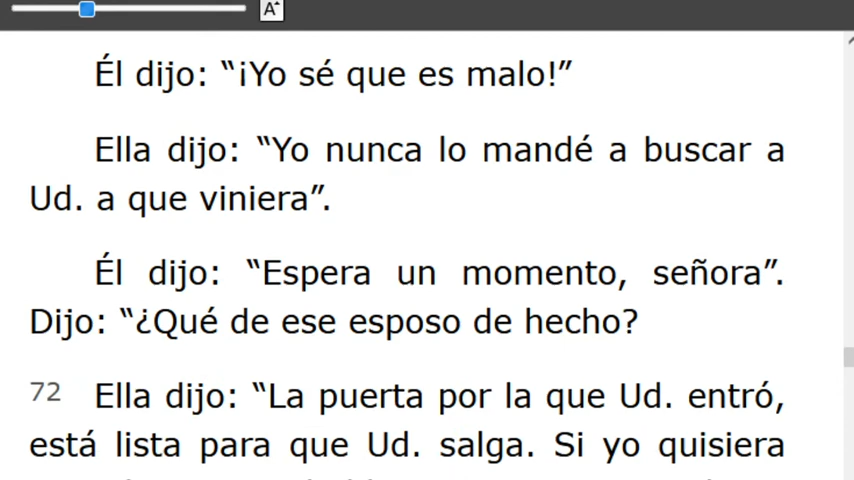 A
Él dijo: “¡Yo sé que es malo!”
Ella dijo: “Yo nunca lo mandé a buscar a
Ud. a que viniera”.
Él dijo: “Espera un momento, señora”.
Dijo: “¿Qué de ese esposo de hecho?
72 Ella dijo: “La puerta por la que Ud. entró,
está lista para que Ud. salga. Si yo quisiera